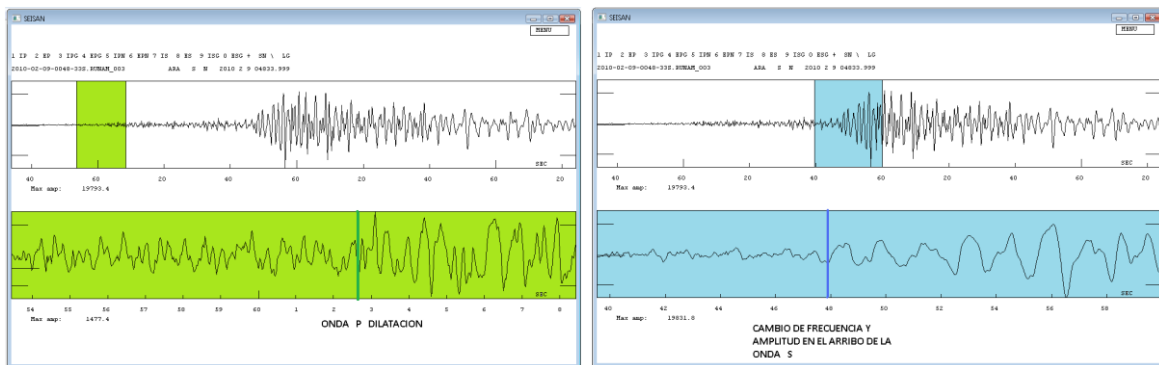 SEISAN
MENU
1 IP 2 EP 3 IPG 4 EPG 5 IPN 6 EPN 7 IS 8 ES 9 ISG 0 ESG + SN \ LG
2010-02-09-0048-33S.NUNAM_003 ABA S N 2010 2 9 04833.999
SEC
40 60 20 40 60 20
Max amp: 19793.4
SEC
54 55 56 57 58 59 60 1 2 3 4 5 6 7 8
Max amp: 1477.4
ONDA P DILATACION
SEISAN
MENU
1 IP 2 EP 3 IPG 4 EPG 5 IPN 6 EPN 7 IS 8 ES 9 ISG 0 ESG + SN \ LG
2010-02-09-0048-33S.NUNAM_003 ABA S N 2010 2 9 04833.999
SEC
40 60 20 40 60 20
Max amp: 19793.4
SEC
40 42 44 46 48 50 52 54 56 58
Max amp: 19831.8
CAMBIO DE FRECUENCIA Y
AMPLITUD EN EL ARRIBO DE LA
ONDA S